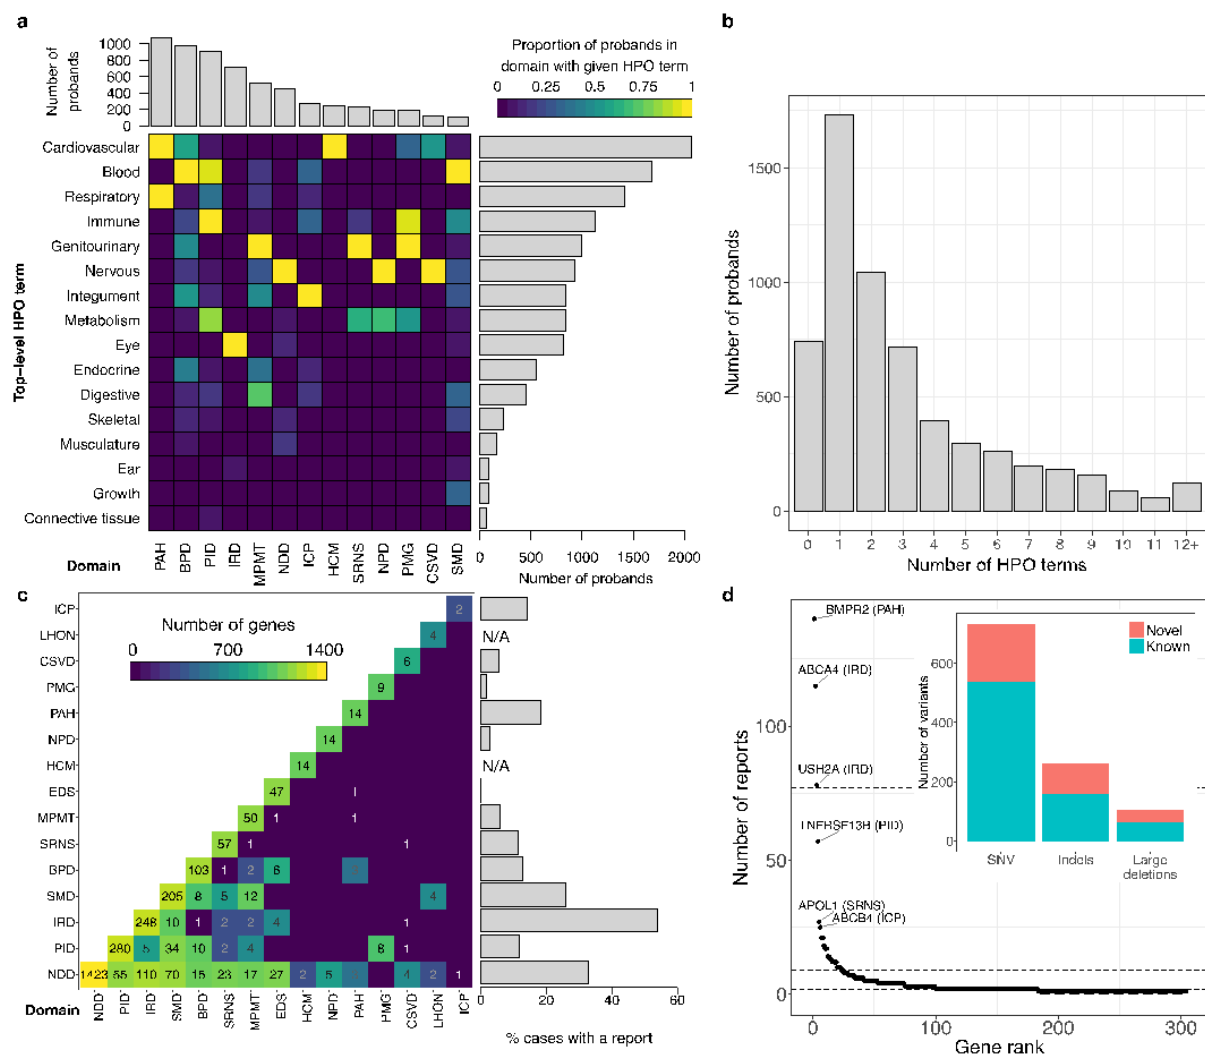 a
Number of
probands
1000
800
600
400
200
0
Proportion of probands in
domain with given HPO term
0 0.25 0.75 1
Top-level HPO term
Cardiovascular
Blood
Respiratory
Immune
Genitourinary
Nervous
Integument
Metabolism
Eye
Endocrine
Digestive
Skeletal
Musculature
Ear
Growth
Connective tissue
Domain
PAH BPD PID IRD MPMT NDD ICP HCM SRNS NPD PMG CSVD SMD
0 500 1000 1500 2000
Number of probands
b
Number of probands
1500
1000
500
0
0 1 2 3 4 5 6 7 8 9 10 11 12+
Number of HPO terms
c
Number of genes
0 700 1400
ICP 2
LHON 4 N/A
CSVD 6
PMG 9
PAH 14
NPD 14
HCM 14 N/A
EDS 47 1
MPMT 50 1 1
SRNS 57 1 1
BPD 103 1 2 6
SMD 205 8 5 12 4
IRD 248 10 1 2 2 4 1
PID 280 5 34 10 2 4 8 1
NDD 1423 55 110 70 15 23 17 27 2 5 4 2 1
Domain
NDD PID IRD SMD BPD SRNS MPMT EDS HCM NPD PAH PMG CSVD LHON ICP
0 20 40 60
% cases with a report
d
Number of reports
100
50
0
BMPR2 (PAH)
ABCA4 (IRD)
USH2A (IRD)
TNFRSF13B (PID)
APOL1 (SRNS)
ABCB4 (ICP)
0 100 200 300
Gene rank
Number of variants
600
400
200
0
Novel
Known
SNV Indels Large
deletions